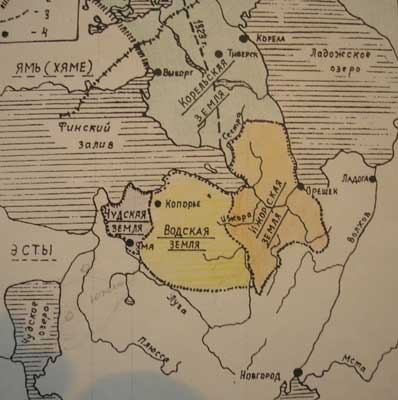 - 3
- 4
1323 г.
КОРЕЛА
ТИВЕРСК
ЛАДОЖСКОЕ
ОЗЕРО
ЯМЬ (ХЯМЕ)
ВЫБОРГ
КОРЕЛЬСКАЯ
ЗЕМЛЯ
ФИНСКИЙ
ЗАЛИВ
СЕСТРА
ОРЕШЕК
ЛАДОГА
ВОЛХОВ
КОПОРЬЕ
ЧУДСКАЯ
ЗЕМЛЯ
ЯМА
ВОДСКАЯ
ЗЕМЛЯ
ИЖОРА
ИЖОРСКАЯ
ЗЕМЛЯ
ЭСТЫ
ЧУДСКОЕ
ОЗЕРО
ЛУГА
ПЛЮССА
НОВГОРОД
МСТА